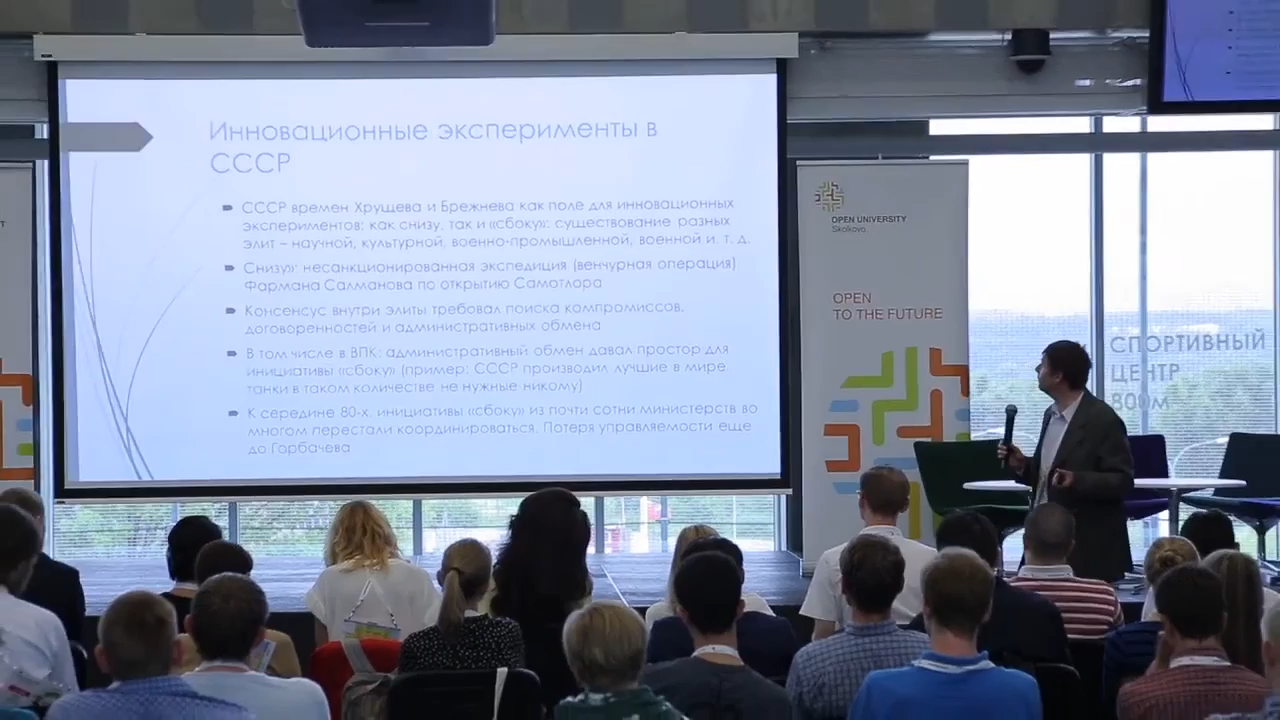 Инновационные эксперименты в
СССР
СССР времен Хрущева и Брежнева как поле для инновационных
экспериментов: как снизу, так и «сбоку»: существование разных
элит – научной, культурной, военно-промышленной, военной и. т. д.
Снизу»: несанкционированная экспедиция (венчурная операция)
Фармана Салманова по открытию Самотлора
Консенсус внутри элиты требовал поиска компромиссов,
договоренностей и административных обмена
В том числе в ВПК: административный обмен давал простор для
инициативы «сбоку» (пример: СССР производил лучшие в мире
танки в таком количестве не нужные никому)
К середине 80-х, инициативы «сбоку» из почти сотни министерств во
многом перестали координироваться. Потеря управляемости еще
до Горбачева
OPEN UNIVERSITY
Skolkovo
OPEN
TO THE FUTURE
СПОРТИВНЫЙ
ЦЕНТР
800м